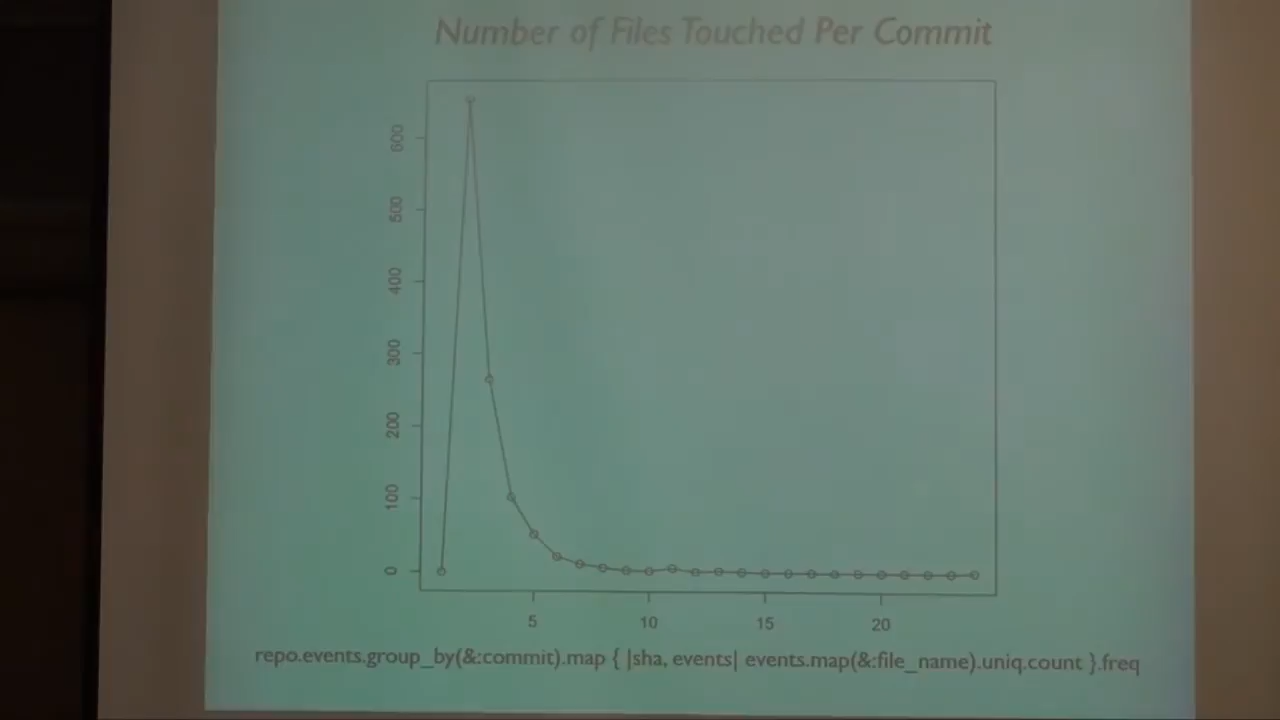 Number of Files Touched Per Commit
600
500
400
300
200
100
0
5 10 15 20
repo.events.group_by(&:commit).map { |sha, events| events.map(&:file_name).uniq.count }.freq